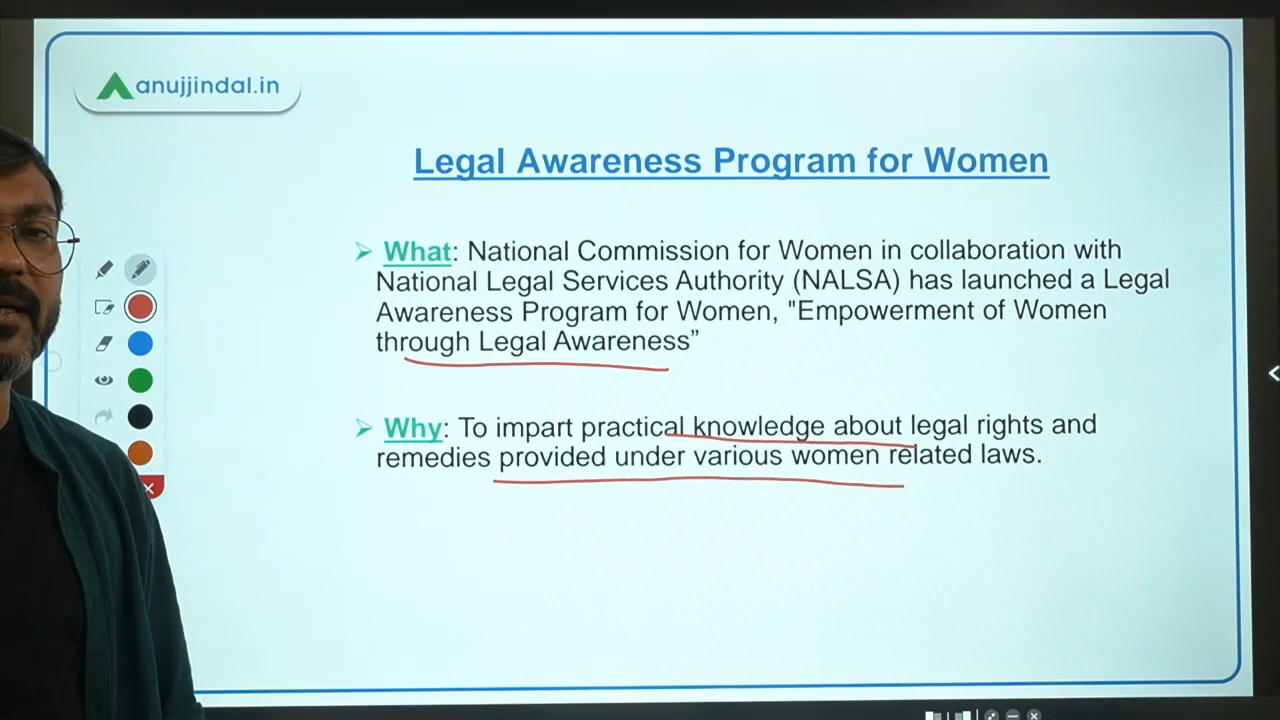 anujjindal.in
Legal Awareness Program for Women
What: National Commission for Women in collaboration with
National Legal Services Authority (NALSA) has launched a Legal
Awareness Program for Women, "Empowerment of Women
through Legal Awareness”
Why: To impart practical knowledge about legal rights and
remedies provided under various women related laws.